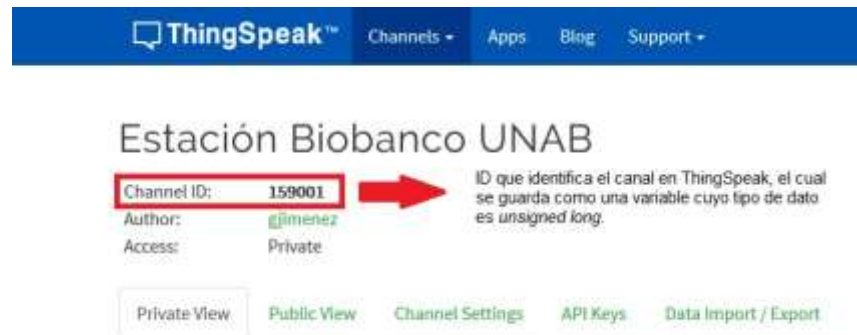 ThingSpeak™ Channels Apps Blog Support
Estación Biobanco UNAB
Channel ID: 159001
ID que identifica el canal en ThingSpeak, el cual
se guarda como una variable cuyo tipo de dato
es unsigned long.
Author: gjimenez
Access: Private
Private View Public View Channel Settings API Keys Data Import / Export